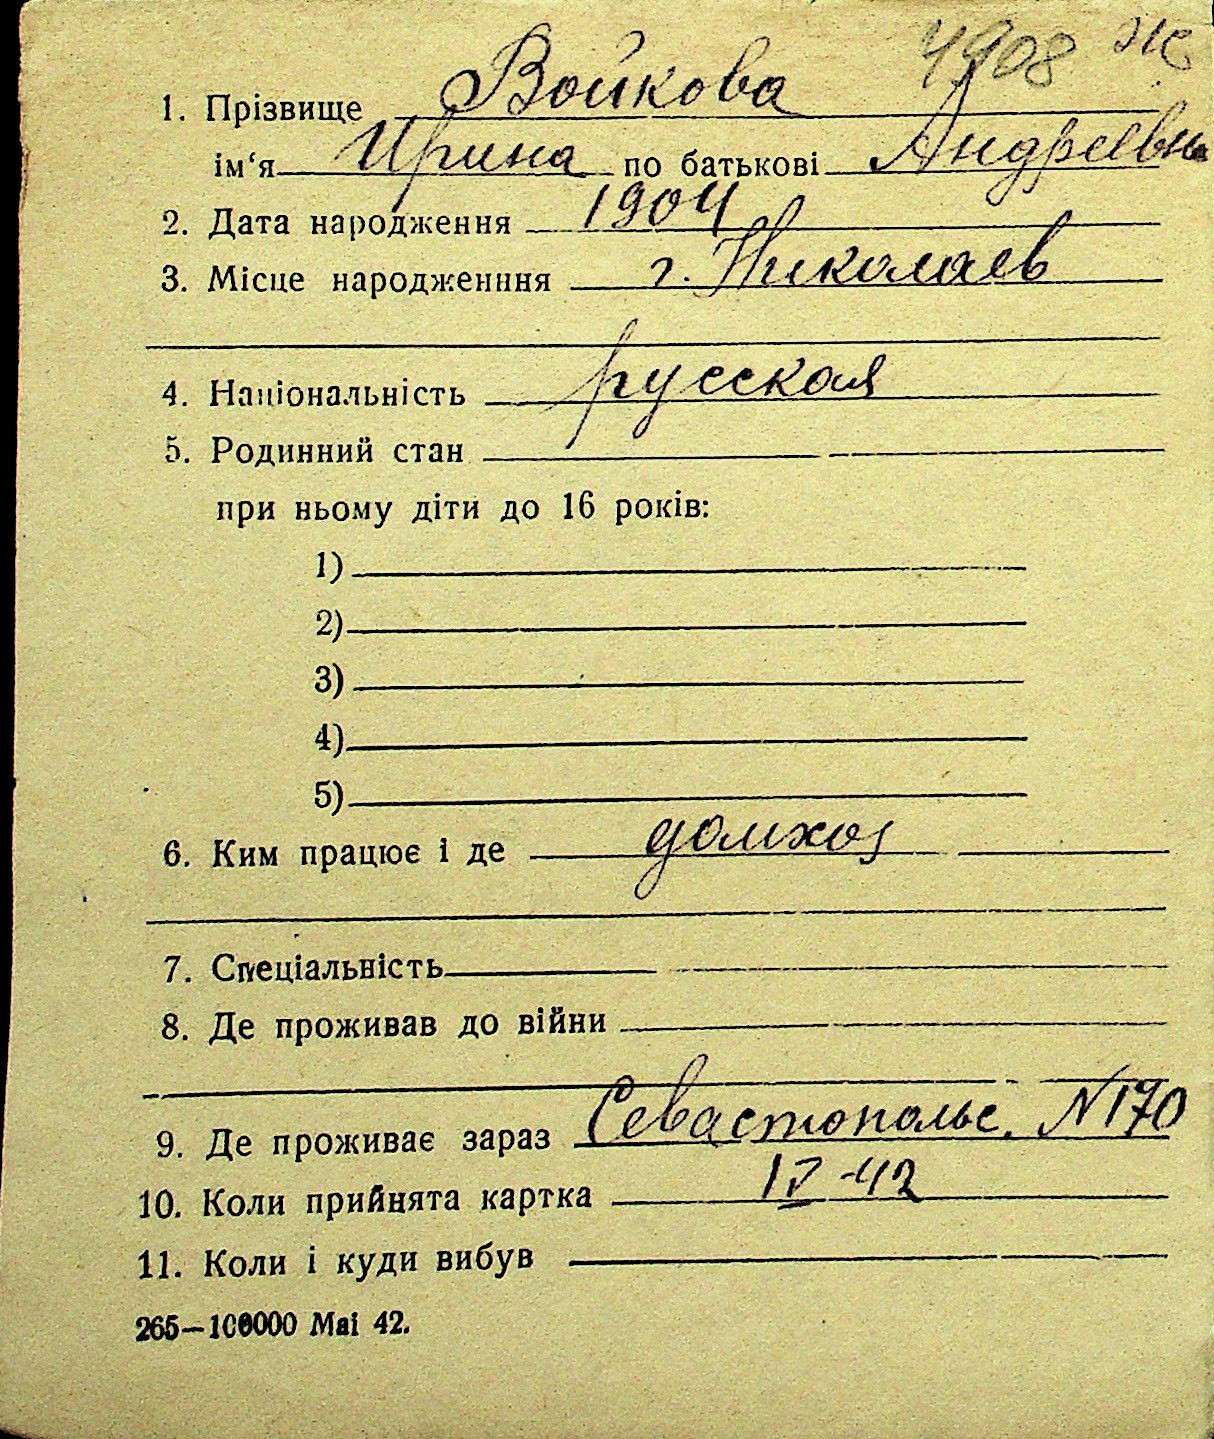 4908 Ж
1. Прізвище Войкова
ім‘я Ирина по батькові Андреевна
2. Дата народження 1904
3. Місце народженння г. Николаев
4. Національність русская
5. Родинний стан
при ньому діти до 16 років:
1)
2)
3)
4)
5)
6. Ким працює і де домхоз
7. Спеціальність
8. Де проживав до війни
9. Де проживає зараз Севастопольс. N 170
10. Коли прийнята картка IV-42
11. Коли і куди вибув
265—100000 Mai 42.